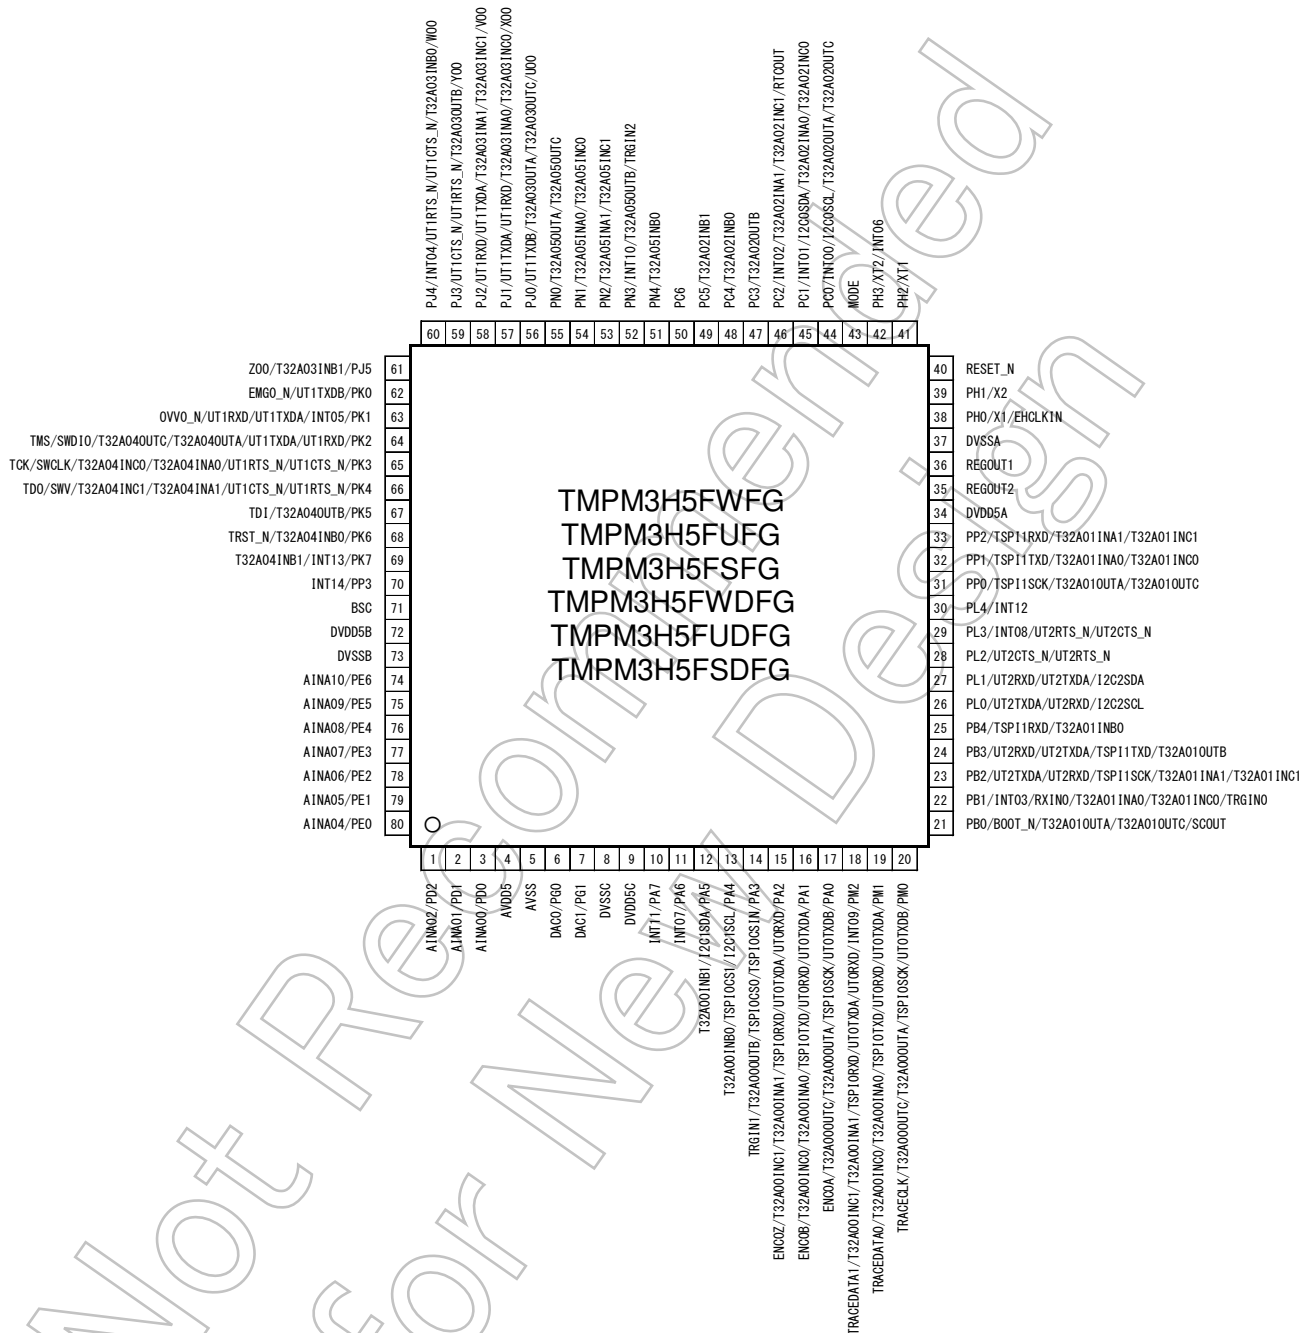 PJ4/INT04/UT1RTS_N/UT1CTS_N/T32A03INB0/WO0
PJ3/UT1CTS_N/UT1RTS_N/T32A03OUTB/YO0
PJ2/UT1RXD/UT1TXDA/T32A03INA1/T32A03INC1/VO0
PJ1/UT1TXDA/UT1RXD/T32A03INA0/T32A03INC0/XO0
PJ0/UT1TXDB/T32A03OUTA/T32A03OUTC/UO0
PN0/T32A05OUTA/T32A05OUTC
PN1/T32A05INA0/T32A05INC0
PN2/T32A05INA1/T32A05INC1
PN3/INT10/T32A05OUTB/TRGIN2
PN4/T32A05INB0
PC6
PC5/T32A02INB1
PC4/T32A02INB0
PC3/T32A02OUTB
PC2/INT02/T32A02INA1/T32A02INC1/RTCOUT
PC1/INT01/I2C0SDA/T32A02INA0/T32A02INC0
PC0/INT00/I2C0SCL/T32A02OUTA/T32A02OUTC
MODE
PH3/XT2/INT06
PH2/XT1
60 59 58 57 56 55 54 53 52 51 50 49 48 47 46 45 44 43 42 41
ZO0/T32A03INB1/PJ5 61
EMG0_N/UT1TXDB/PK0 62
OVV0_N/UT1RXD/UT1TXDA/INT05/PK1 63
TMS/SWDIO/T32A04OUTC/T32A04OUTA/UT1TXDA/UT1RXD/PK2 64
TCK/SWCLK/T32A04INC0/T32A04INA0/UT1RTS_N/UT1CTS_N/PK3 65
TDO/SWV/T32A04INC1/T32A04INA1/UT1CTS_N/UT1RTS_N/PK4 66
TDI/T32A04OUTB/PK5 67
TRST_N/T32A04INB0/PK6 68
T32A04INB1/INT13/PK7 69
INT14/PP3 70
BSC 71
DVDD5B 72
DVSSB 73
AINA10/PE6 74
AINA09/PE5 75
AINA08/PE4 76
AINA07/PE3 77
AINA06/PE2 78
AINA05/PE1 79
AINA04/PE0 80
TMPM3H5FWFG
TMPM3H5FUFG
TMPM3H5FSFG
TMPM3H5FWDFG
TMPM3H5FUDFG
TMPM3H5FSDFG
40 RESET_N
39 PH1/X2
38 PH0/X1/EHCLKIN
37 DVSSA
36 REGOUT1
35 REGOUT2
34 DVDD5A
33 PP2/TSPI1RXD/T32A01INA1/T32A01INC1
32 PP1/TSPI1TXD/T32A01INA0/T32A01INC0
31 PP0/TSPI1SCK/T32A01OUTA/T32A01OUTC
30 PL4/INT12
29 PL3/INT08/UT2RTS_N/UT2CTS_N
28 PL2/UT2CTS_N/UT2RTS_N
27 PL1/UT2RXD/UT2TXDA/I2C2SDA
26 PL0/UT2TXDA/UT2RXD/I2C2SCL
25 PB4/TSPI1RXD/T32A01INB0
24 PB3/UT2RXD/UT2TXDA/TSPI1TXD/T32A01OUTB
23 PB2/UT2TXDA/UT2RXD/TSPI1SCK/T32A01INA1/T32A01INC1
22 PB1/INT03/RXIN0/T32A01INA0/T32A01INC0/TRGIN0
21 PB0/BOOT_N/T32A01OUTA/T32A01OUTC/SCOUT
1 2 3 4 5 6 7 8 9 10 11 12 13 14 15 16 17 18 19 20
AINA02/PD2
AINA01/PD1
AINA00/PD0
AVDD5
AVSS
DAC0/PG0
DAC1/PG1
DVSSC
DVDD5C
INT11/PA7
INT07/PA6
T32A00INB1/I2C1SDA/PA5
T32A00INB0/TSPI0CS1/I2C1SCL/PA4
TRGIN1/T32A00OUTB/TSPI0CS0/TSPI0CSIN/PA3
ENC0Z/T32A00INC1/T32A00INA1/TSPI0RXD/UT0TXDA/UT0RXD/PA2
ENC0B/T32A00INC0/T32A00INA0/TSPI0TXD/UT0RXD/UT0TXDA/PA1
ENC0A/T32A00OUTC/T32A00OUTA/TSPI0SCK/UT0TXDB/PA0
TRACEDATA1/T32A00INC1/T32A00INA1/TSPI0RXD/UT0TXDA/UT0RXD/INT09/PM2
TRACEDATA0/T32A00INC0/T32A00INA0/TSPI0TXD/UT0RXD/UT0TXDA/PM1
TRACECLK/T32A00OUTC/T32A00OUTA/TSPI0SCK/UT0TXDB/PM0
Not Recommended
for New Design